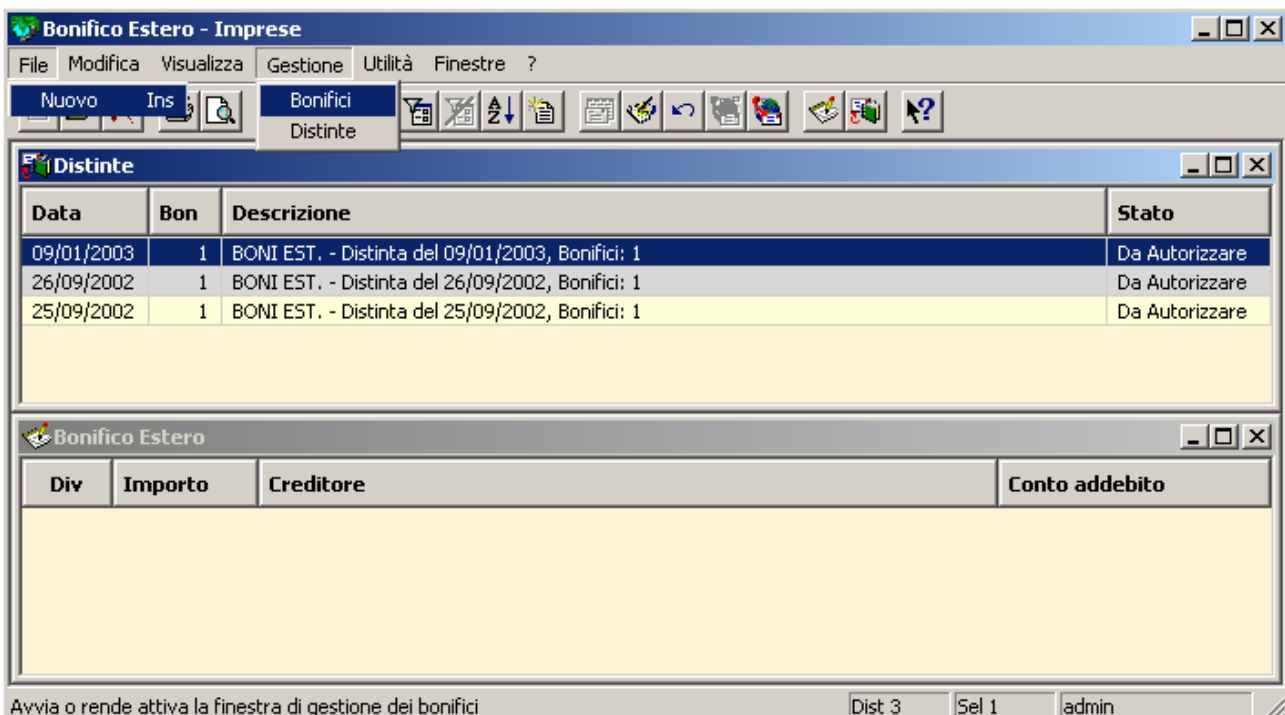 Bonifico Estero - Imprese
File Modifica Visualizza Gestione Utilità Finestre ?
Nuovo Ins
Bonifici
Distinte
Distinte
Data Bon Descrizione Stato
09/01/2003 1 BONI EST. - Distinta del 09/01/2003, Bonifici: 1 Da Autorizzare
26/09/2002 1 BONI EST. - Distinta del 26/09/2002, Bonifici: 1 Da Autorizzare
25/09/2002 1 BONI EST. - Distinta del 25/09/2002, Bonifici: 1 Da Autorizzare
Bonifico Estero
Div Importo Creditore Conto addebito
Avvia o rende attiva la finestra di gestione dei bonifici Dist 3 Sel 1 admin